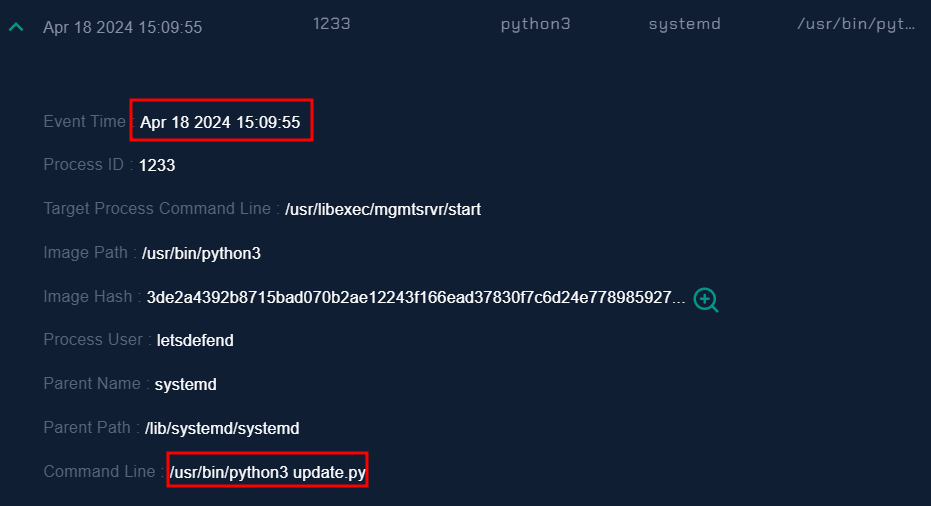 Apr 18 2024 15:09:55 1233 python3 systemd /usr/bin/pyt...
Event Time : Apr 18 2024 15:09:55
Process ID : 1233
Target Process Command Line : /usr/libexec/mgmtsrvr/start
Image Path : /usr/bin/python3
Image Hash : 3de2a4392b8715bad070b2ae12243f166ead37830f7c6d24e778985927...
Process User : letsdefend
Parent Name : systemd
Parent Path : /lib/systemd/systemd
Command Line : /usr/bin/python3 update.py